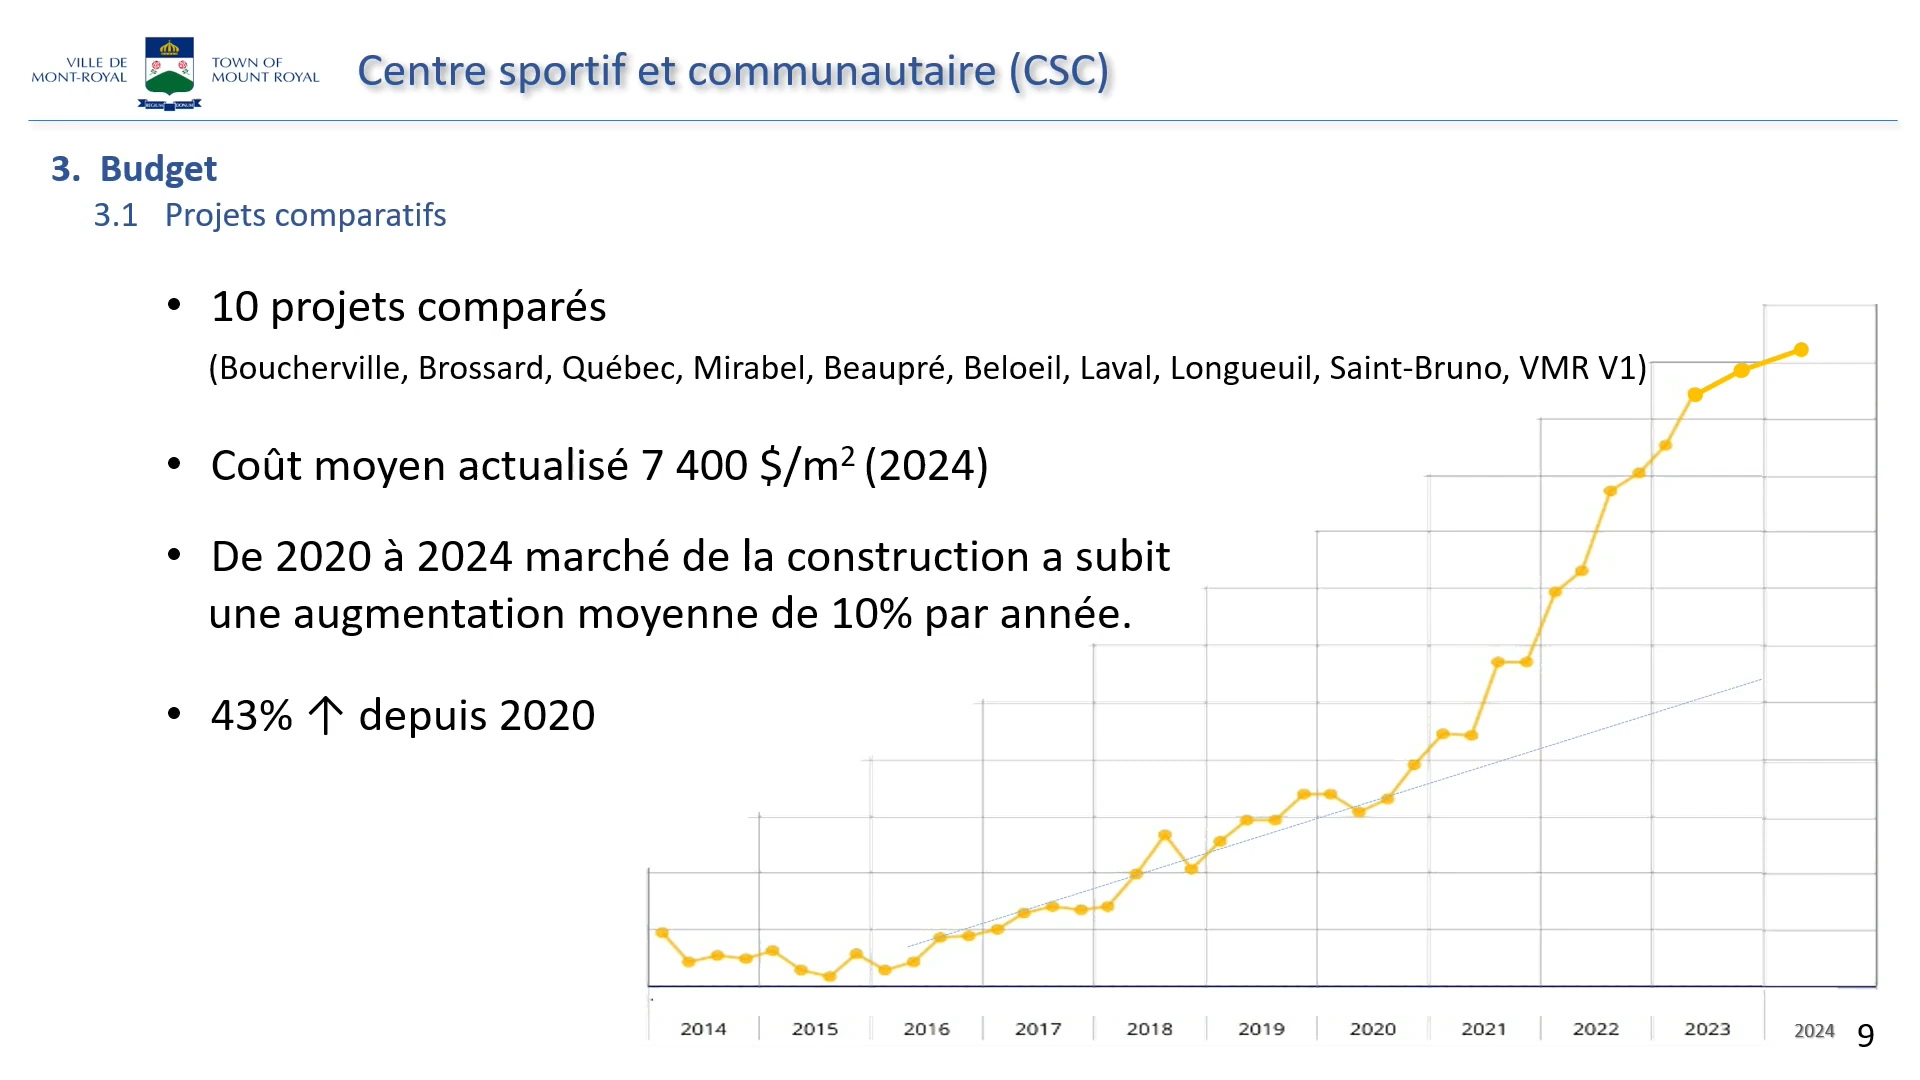 VILLE DE
MONT-ROYAL
TOWN OF
MOUNT ROYAL
REGIUM DONUM
Centre sportif et communautaire (CSC)
3. Budget
3.1 Projets comparatifs
• 10 projets comparés
(Boucherville, Brossard, Québec, Mirabel, Beaupré, Beloeil, Laval, Longueuil, Saint-Bruno, VMR V1)
• Coût moyen actualisé 7 400 $/m² (2024)
• De 2020 à 2024 marché de la construction a subit
une augmentation moyenne de 10% par année.
• 43% ↑ depuis 2020
2014 2015 2016 2017 2018 2019 2020 2021 2022 2023 2024
9